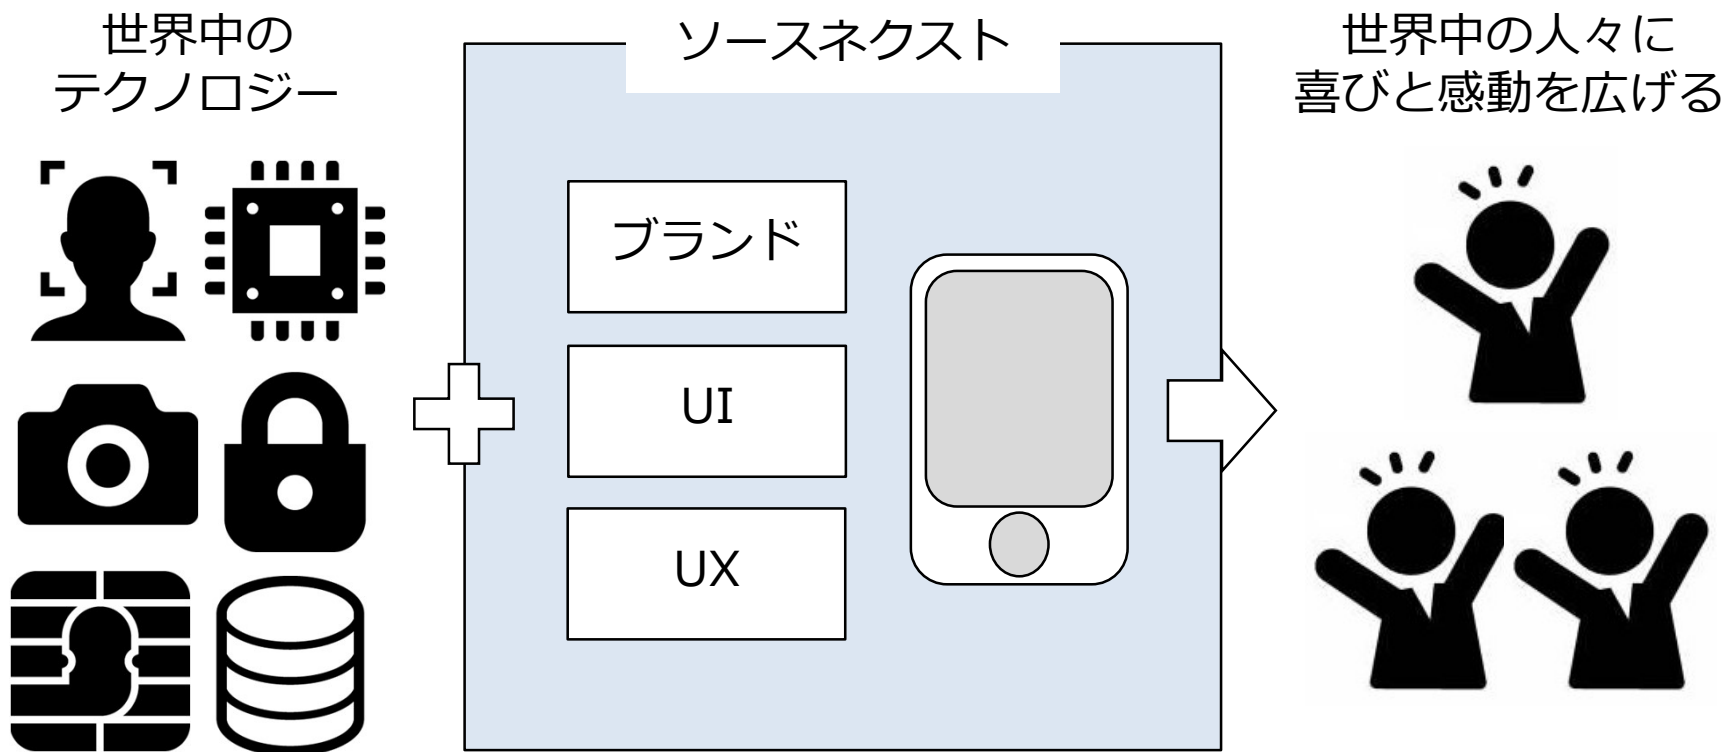 世界中の
テクノロジー
ソースネクスト
ブランド
UI
UX
世界中の人々に
喜びと感動を広げる